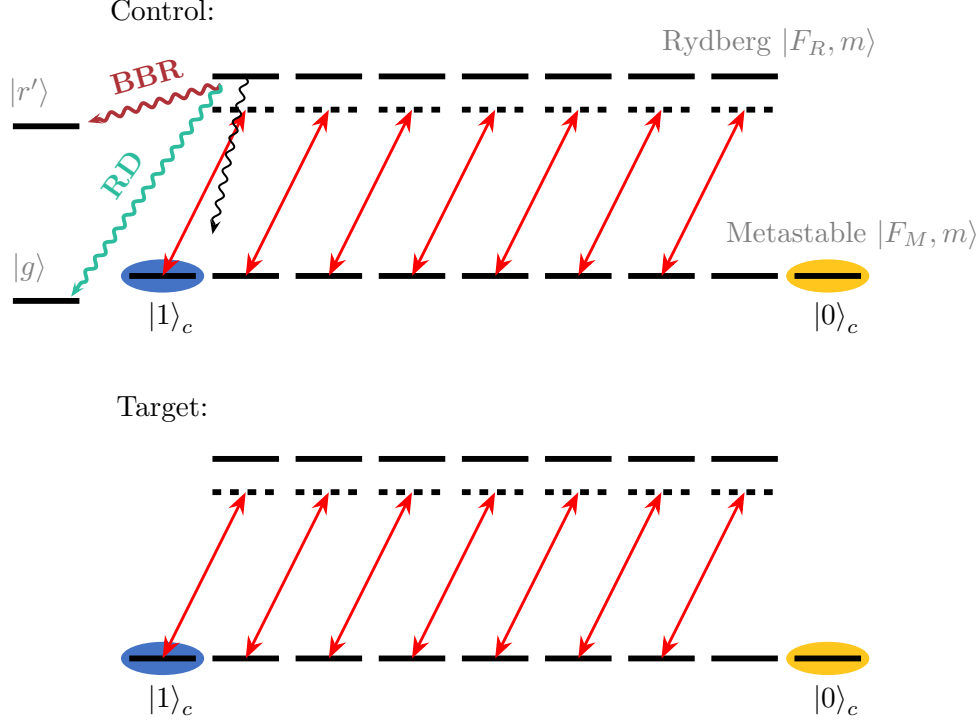 Control:
Rydberg |F_R, m⟩
|r′⟩
BBR
RD
Metastable |F_M, m⟩
|g⟩
|1⟩_c
|0⟩_c
Target:
|1⟩_c
|0⟩_c